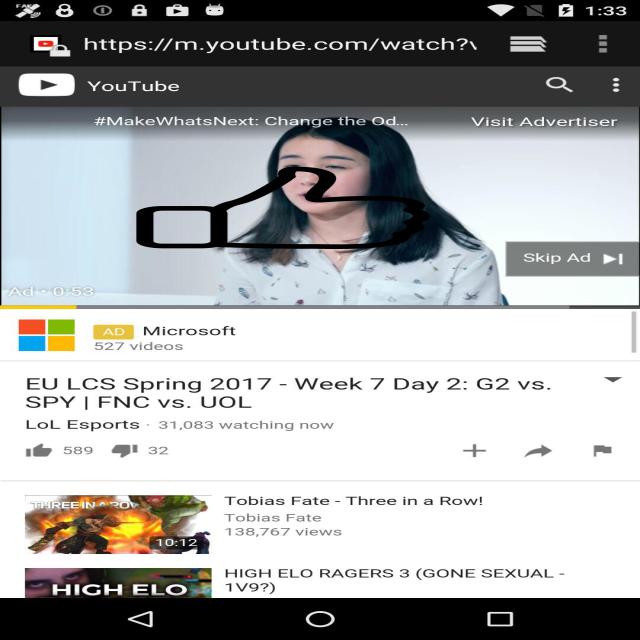 1:33
https://m.youtube.com/watch?v
YouTube
#MakeWhatsNext: Change the Od...
Visit Advertiser
Skip Ad
Ad · 0:53
AD Microsoft
527 videos
EU LCS Spring 2017 - Week 7 Day 2: G2 vs.
SPY | FNC vs. UOL
LoL Esports · 31,083 watching now
589 32
THREE IN A ROW
10:12
Tobias Fate - Three in a Row!
Tobias Fate
138,767 views
HIGH ELO
HIGH ELO RAGERS 3 (GONE SEXUAL -
1V9?)